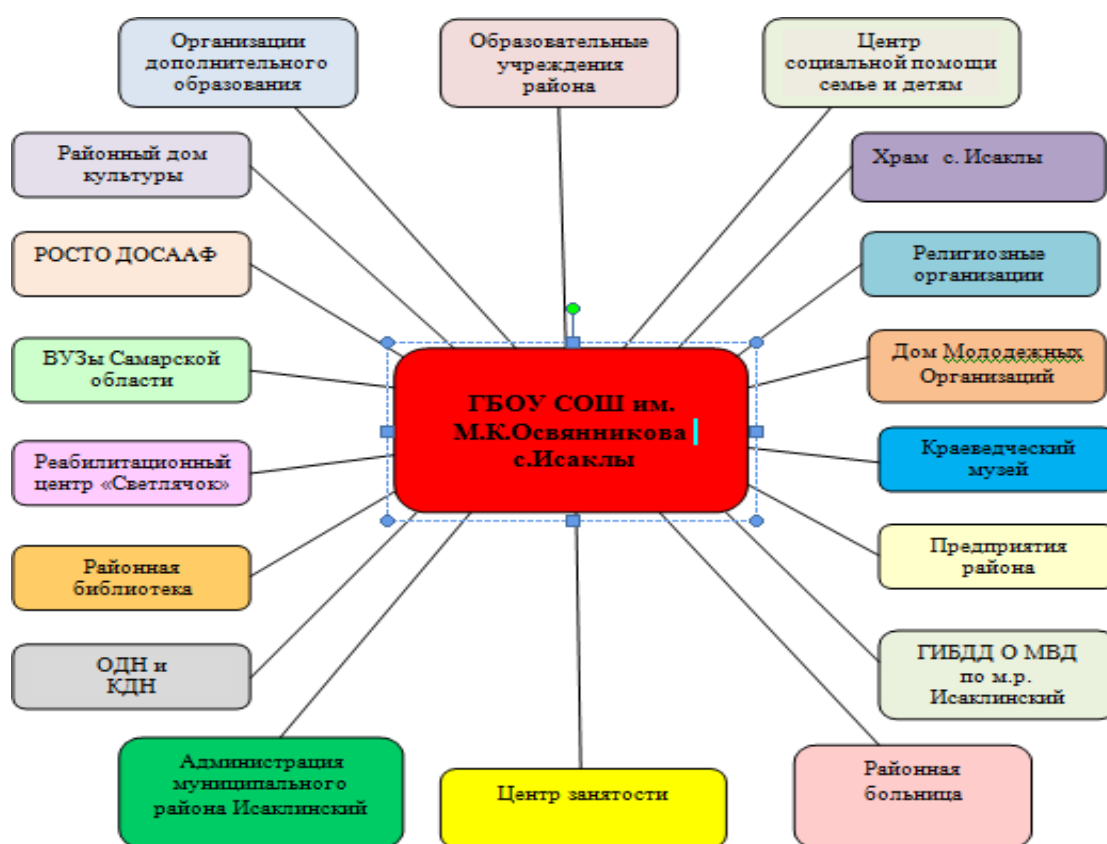 Организации
дополнительного
образования
Образовательные
учреждения
района
Центр
социальной помощи
семье и детям
Районный дом
культуры
Храм с. Исаклы
РОСТО ДОСААФ
Религиозные
организации
ВУЗы Самарской
области
ГБОУ СОШ им.
М.К.Освянникова
с.Исаклы
Дом Молодежных
Организаций
Реабилитационный
центр «Светлячок»
Краеведческий
музей
Районная
библиотека
Предприятия
района
ОДН и
КДН
ГИБДД О МВД
по м.р.
Исаклинский
Администрация
муниципального
района Исаклинский
Центр занятости
Районная
больница